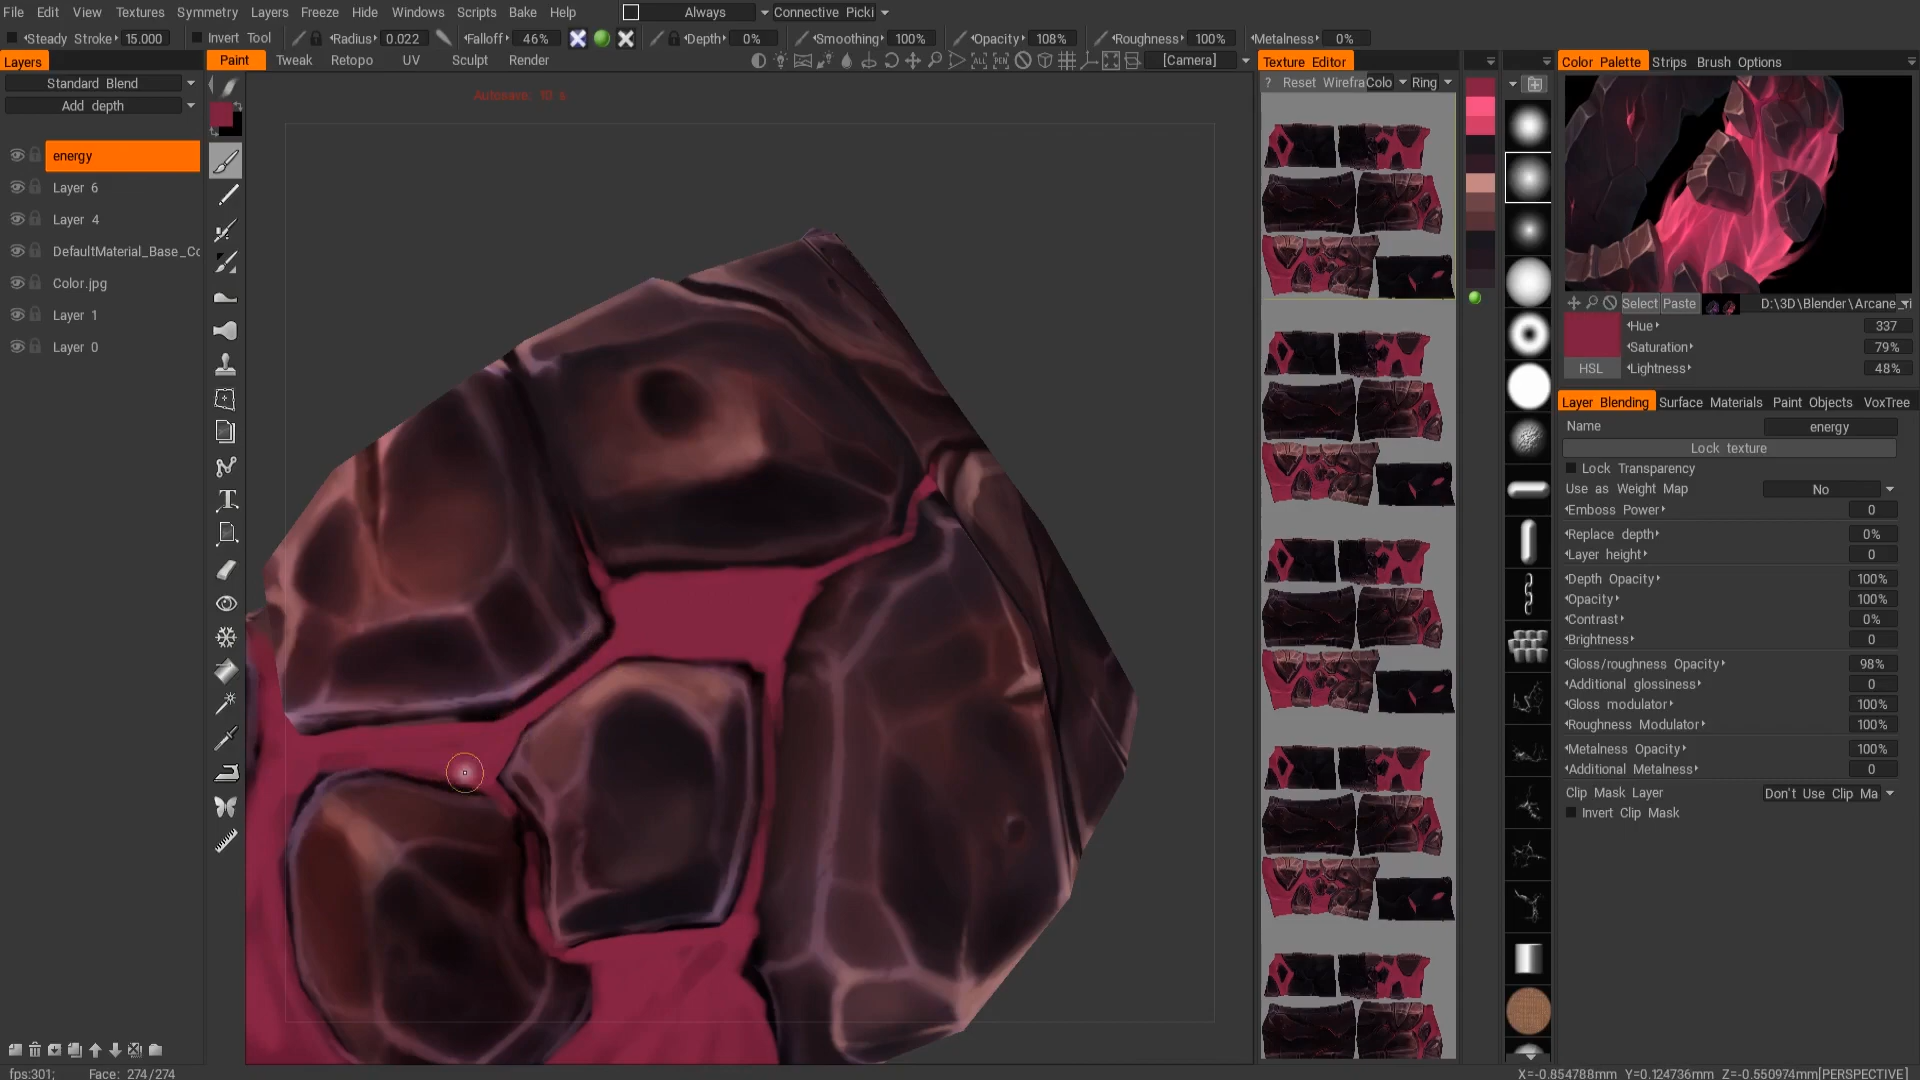 File Edit View Textures Symmetry Layers Freeze Hide Windows Scripts Bake Help Always Connective Picki
Steady Stroke 15.000 Invert Tool Radius 0.022 Falloff 46% Depth 0% Smoothing 100% Opacity 108% Roughness 100% Metalness 0%
Layers Paint Tweak Retopo UV Sculpt Render [Camera] Texture Editor Color Palette Strips Brush Options
Standard Blend
? Reset Wirefra Colo Ring
Add depth
Autosave: 10 s
energy
Layer 6
Layer 4
DefaultMaterial_Base_Co
Color.jpg
Layer 1
Layer 0
Select Paste D:\3D\Blender\Arcane_
Hue 337
Saturation 79%
HSL Lightness 48%
Layer Blending Surface Materials Paint Objects VoxTree
Name energy
Lock texture
Lock Transparency
Use as Weight Map No
Emboss Power 0
Replace depth 0%
Layer height 0
Depth Opacity 100%
Opacity 100%
Contrast 0%
Brightness 0
Gloss/roughness Opacity 98%
Additional glossiness 0
Gloss modulator 100%
Roughness Modulator 100%
Metalness Opacity 100%
Additional Metalness 0
Clip Mask Layer Don't Use Clip Ma
Invert Clip Mask
fps:301; Face: 274/274 X=-0.854788mm Y=0.124736mm Z=-0.550974mm[PERSPECTIVE]